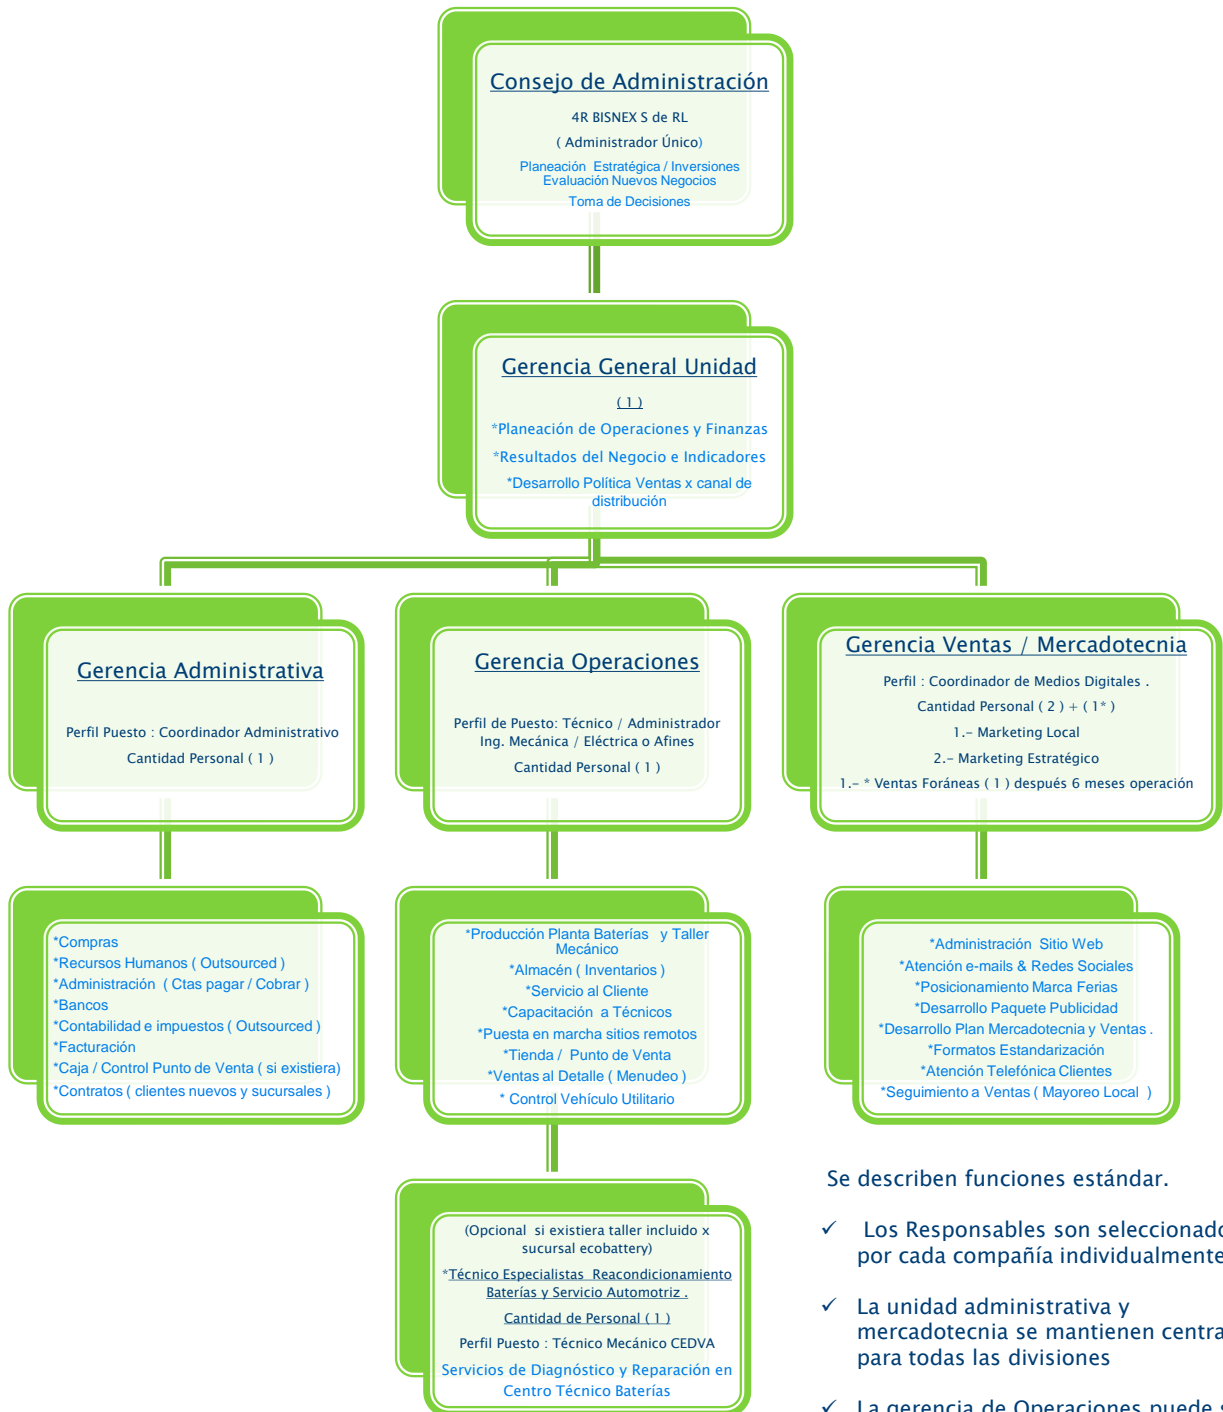 Consejo de Administración
4R BISNEX S de RL
( Administrador Único)
Planeación Estratégica / Inversiones
Evaluación Nuevos Negocios
Toma de Decisiones
Gerencia General Unidad
( 1 )
*Planeación de Operaciones y Finanzas
*Resultados del Negocio e Indicadores
*Desarrollo Política Ventas x canal de
distribución
Gerencia Administrativa
Perfil Puesto : Coordinador Administrativo
Cantidad Personal ( 1 )
Gerencia Operaciones
Perfil de Puesto: Técnico / Administrador
Ing. Mecánica / Eléctrica o Afines
Cantidad Personal ( 1 )
Gerencia Ventas / Mercadotecnia
Perfil : Coordinador de Medios Digitales .
Cantidad Personal ( 2 ) + ( 1* )
1.- Marketing Local
2.- Marketing Estratégico
1.- * Ventas Foráneas ( 1 ) después 6 meses operación
*Compras
*Recursos Humanos ( Outsourced )
*Administración ( Ctas pagar / Cobrar )
*Bancos
*Contabilidad e impuestos ( Outsourced )
*Facturación
*Caja / Control Punto de Venta ( si existiera)
*Contratos ( clientes nuevos y sucursales )
*Producción Planta Baterías y Taller
Mecánico
*Almacén ( Inventarios )
*Servicio al Cliente
*Capacitación a Técnicos
*Puesta en marcha sitios remotos
*Tienda / Punto de Venta
*Ventas al Detalle ( Menudeo )
* Control Vehículo Utilitario
*Administración Sitio Web
*Atención e-mails & Redes Sociales
*Posicionamiento Marca Ferias
*Desarrollo Paquete Publicidad
*Desarrollo Plan Mercadotecnia y Ventas .
*Formatos Estandarización
*Atención Telefónica Clientes
*Seguimiento a Ventas ( Mayoreo Local )
(Opcional si existiera taller incluido x
sucursal ecobattery)
*Técnico Especialistas Reacondicionamiento
Baterías y Servicio Automotriz .
Cantidad de Personal ( 1 )
Perfil Puesto : Técnico Mecánico CEDVA
Servicios de Diagnóstico y Reparación en
Centro Técnico Baterías
Se describen funciones estándar.
✓ Los Responsables son
por cada compañía individualmente
✓ La unidad administrativa y
mercadotecnia se mantienen
para todas las divisiones
✓ La gerencia de Operaciones puede